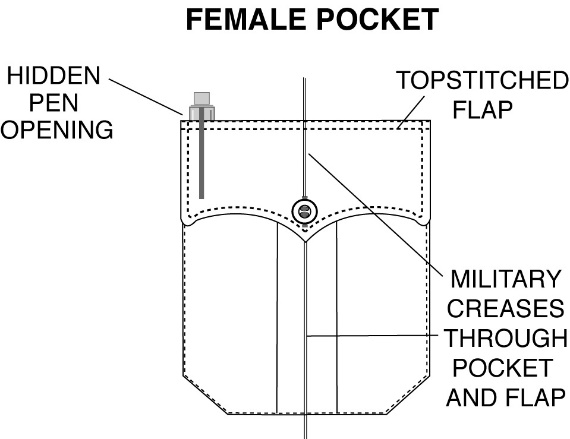 FEMALE POCKET
HIDDEN
PEN
OPENING
TOPSTITCHED
FLAP
MILITARY
CREASES
THROUGH
POCKET
AND FLAP